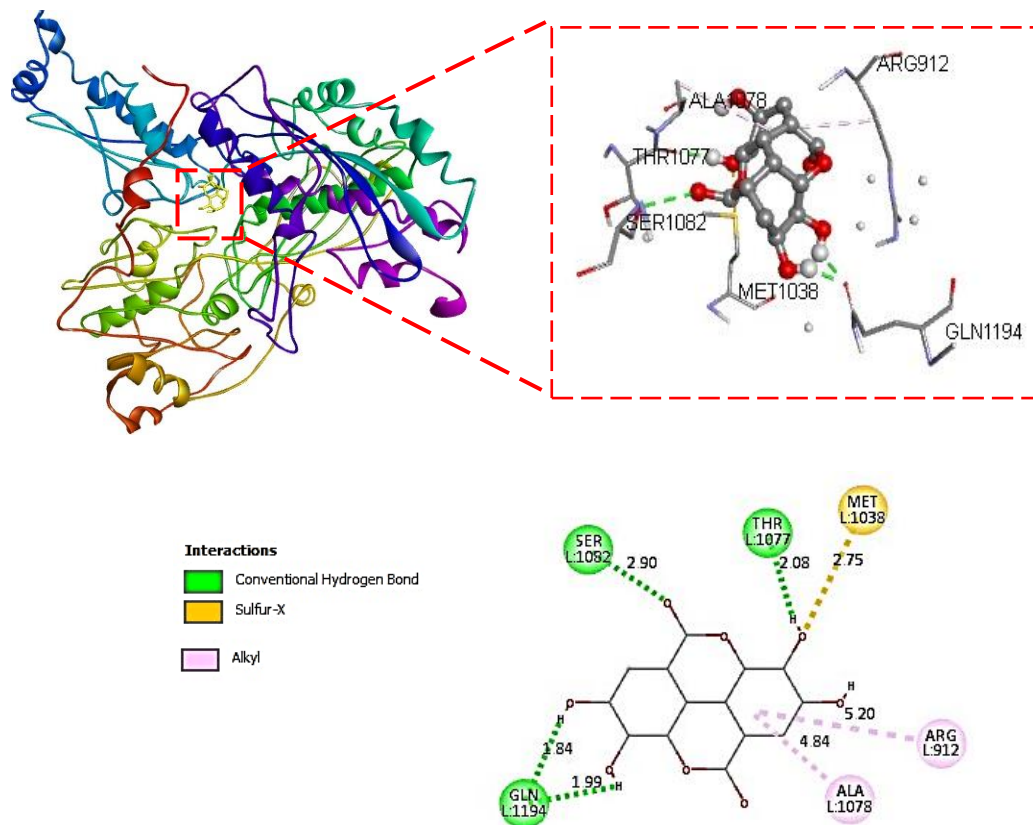 ARG912
ALA1078
THR1077
SER1082
MET1038
GLN1194
MET
L:1038
THR
L:1077
SER
L:1082
2.90
2.08
2.75
Interactions
Conventional Hydrogen Bond
Sulfur-X
Alkyl
O
H
O
O
O
H
H
O
5.20
O
H
4.84
ARG
L:912
1.84
O
1.99
H
O
O
GLN
L:1194
ALA
L:1078